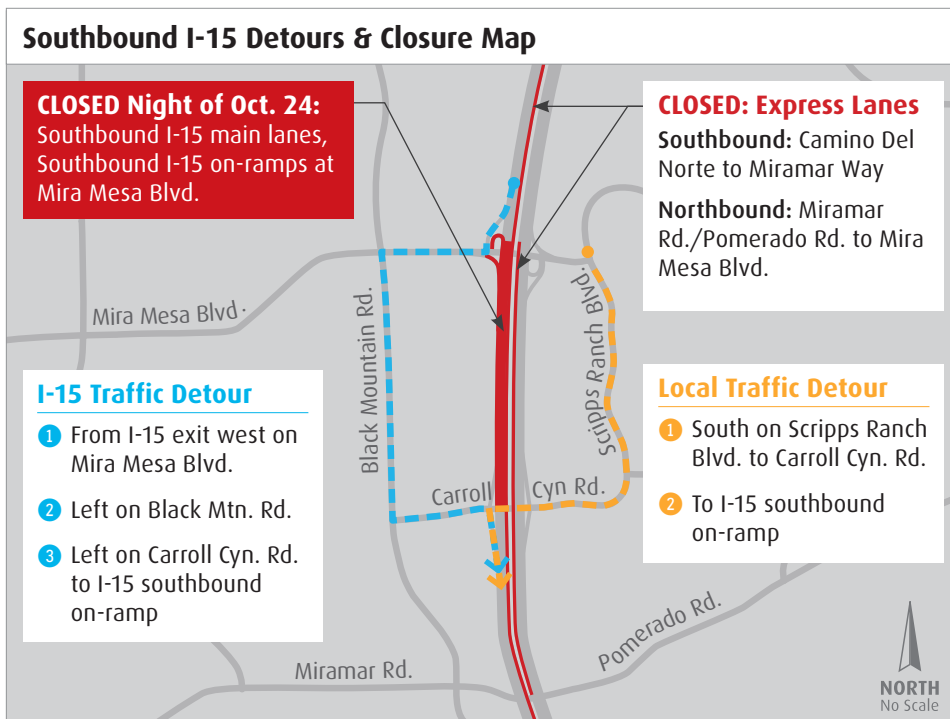 Southbound I-15 Detours & Closure Map
CLOSED Night of Oct. 24:
Southbound I-15 main lanes,
Southbound I-15 on-ramps at
Mira Mesa Blvd.
CLOSED: Express Lanes
Southbound: Camino Del
Norte to Miramar Way
Northbound: Miramar
Rd./Pomerado Rd. to Mira
Mesa Blvd.
Mira Mesa Blvd.
Black Mountain Rd.
Scripps Ranch Blvd.
Carroll Cyn Rd.
I-15 Traffic Detour
1 From I-15 exit west on
Mira Mesa Blvd.
2 Left on Black Mtn. Rd.
3 Left on Carroll Cyn. Rd.
to I-15 southbound
on-ramp
Local Traffic Detour
1 South on Scripps Ranch
Blvd. to Carroll Cyn. Rd.
2 To I-15 southbound
on-ramp
Miramar Rd.
Pomerado Rd.
NORTH
No Scale